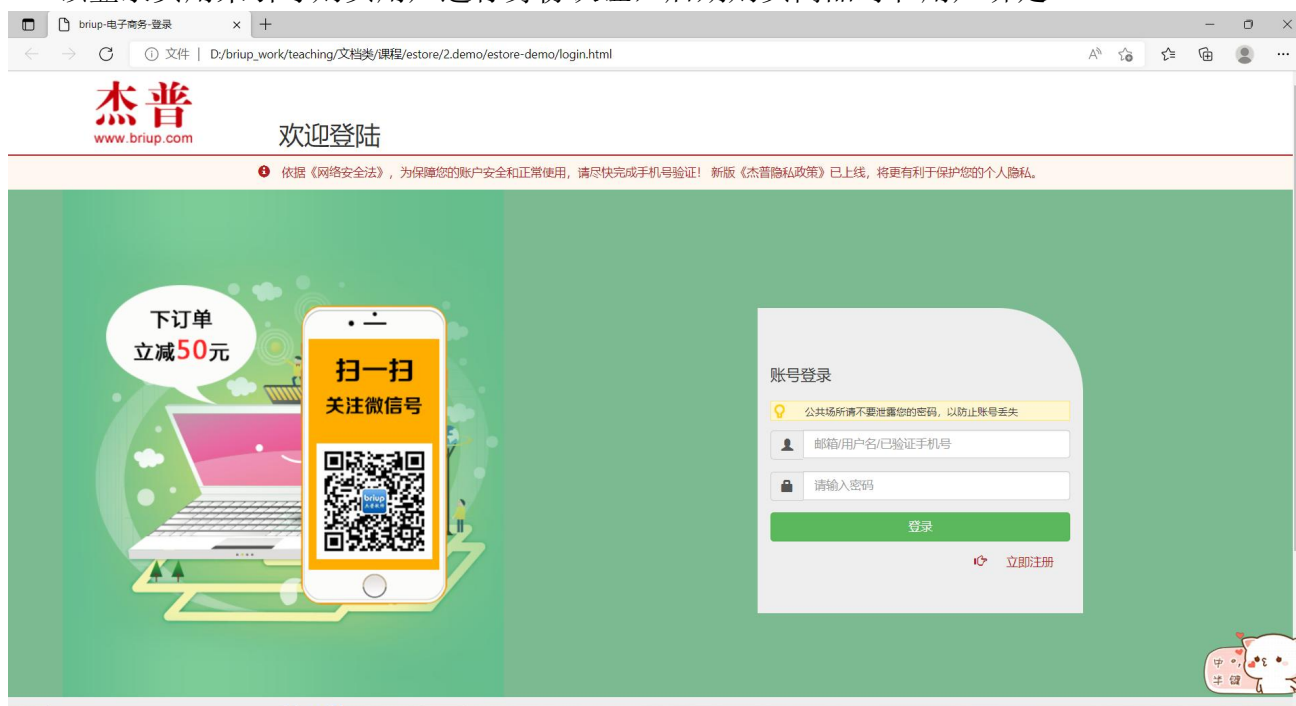 briup-电子商务-登录
文件 | D:/briup_work/teaching/文档类/课程/estore/2.demo/estore-demo/login.html
杰普
www.briup.com
欢迎登陆
依据《网络安全法》，为保障您的账户安全和正常使用，请尽快完成手机号验证！ 新版《杰普隐私政策》已上线，将更有利于保护您的个人隐私。
下订单
立减50元
扫一扫
关注微信号
briup
账号登录
公共场所请不要泄露您的密码，以防止账号丢失
邮箱/用户名/已验证手机号
请输入密码
登录
立即注册
中
半